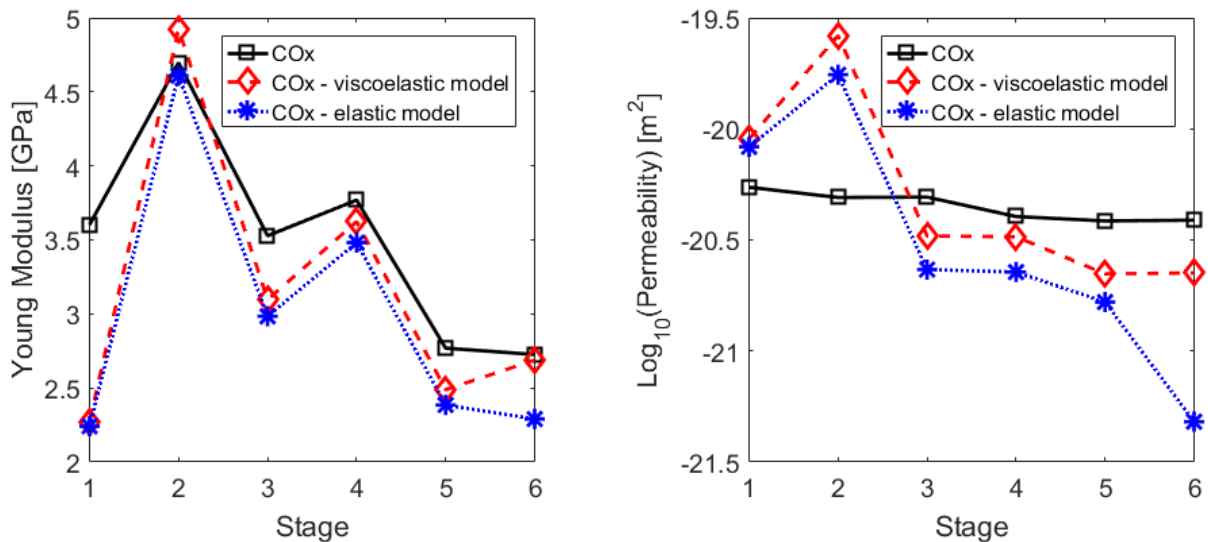 5
4.5
4
3.5
3
2.5
2
Young Modulus [GPa]
COx
COx - viscoelastic model
COx - elastic model
1 2 3 4 5 6
Stage
-19.5
-20
-20.5
-21
-21.5
Log10(Permeability) [m2]
COx
COx - viscoelastic model
COx - elastic model
1 2 3 4 5 6
Stage